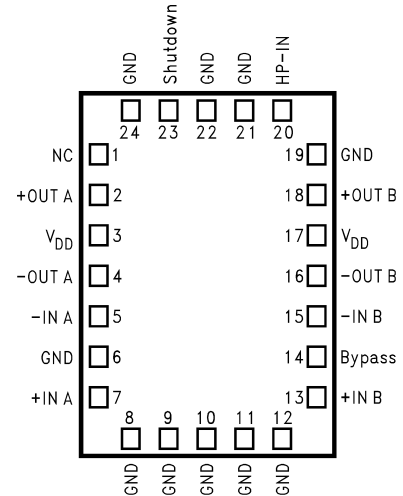 GND Shutdown GND GND HP-IN
24 23 22 21 20
NC 1 19 GND
+OUT A 2 18 +OUT B
VDD 3 17 VDD
-OUT A 4 16 -OUT B
-IN A 5 15 -IN B
GND 6 14 Bypass
+IN A 7 13 +IN B
8 9 10 11 12
GND GND GND GND GND